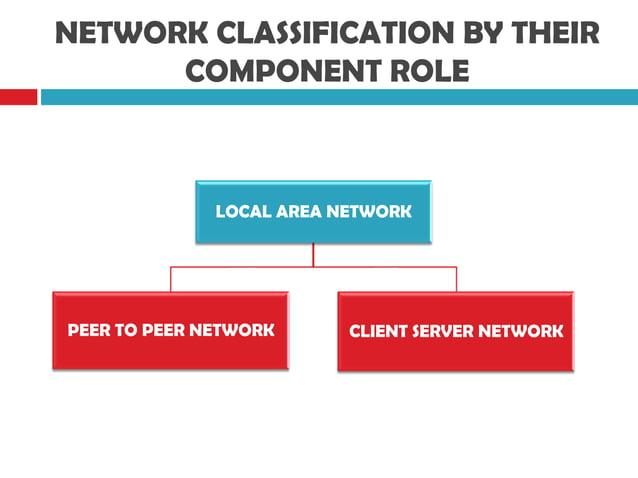 NETWORK CLASSIFICATION BY THEIR
COMPONENT ROLE
LOCAL AREA NETWORK
PEER TO PEER NETWORK
CLIENT SERVER NETWORK